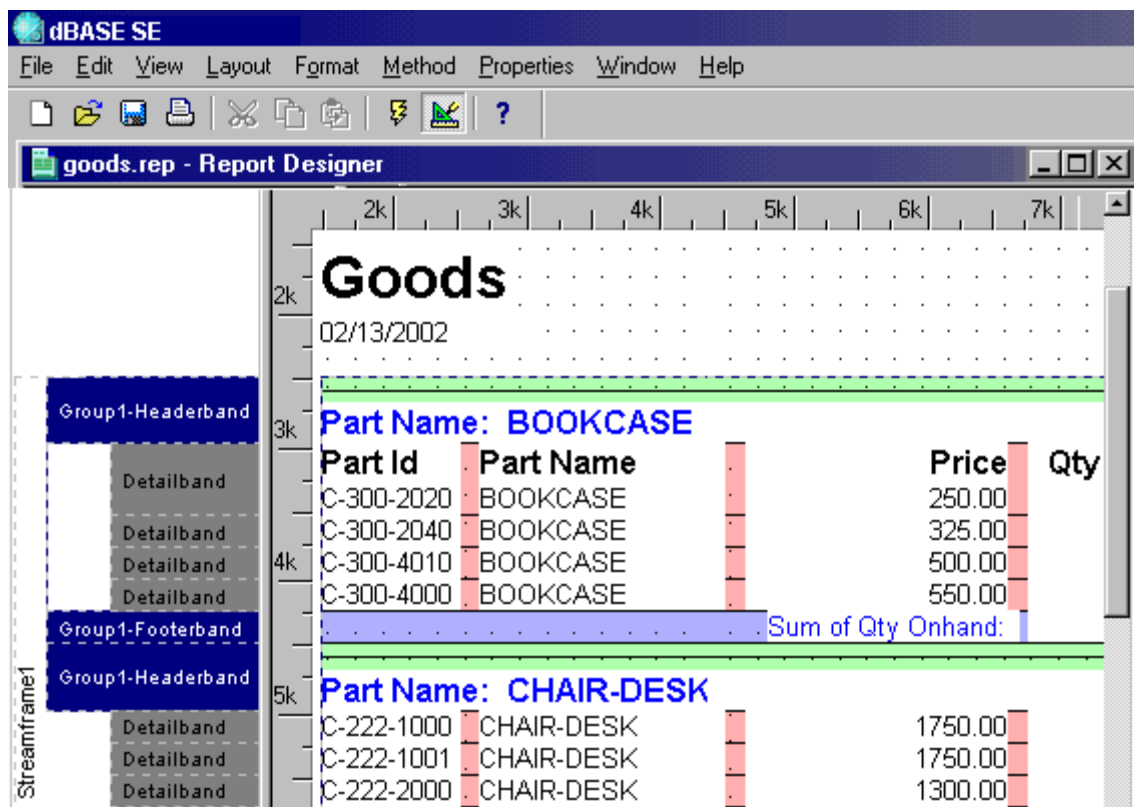 dBASE SE
File Edit View Layout Format Method Properties Window Help
?
goods.rep - Report Designer
2k 3k 4k 5k 6k 7k
Goods
2k
02/13/2002
Group1-Headerband
Part Name: BOOKCASE
3k
Part Id Part Name Price Qty
Detailband
C-300-2020 BOOKCASE 250.00
Detailband
C-300-2040 BOOKCASE 325.00
4k
Detailband
C-300-4010 BOOKCASE 500.00
Detailband
C-300-4000 BOOKCASE 550.00
Group1-Footerband
Sum of Qty Onhand:
Group1-Headerband
Part Name: CHAIR-DESK
5k
Streamframe1
Detailband
C-222-1000 CHAIR-DESK 1750.00
Detailband
C-222-1001 CHAIR-DESK 1750.00
Detailband
C-222-2000 CHAIR-DESK 1300.00